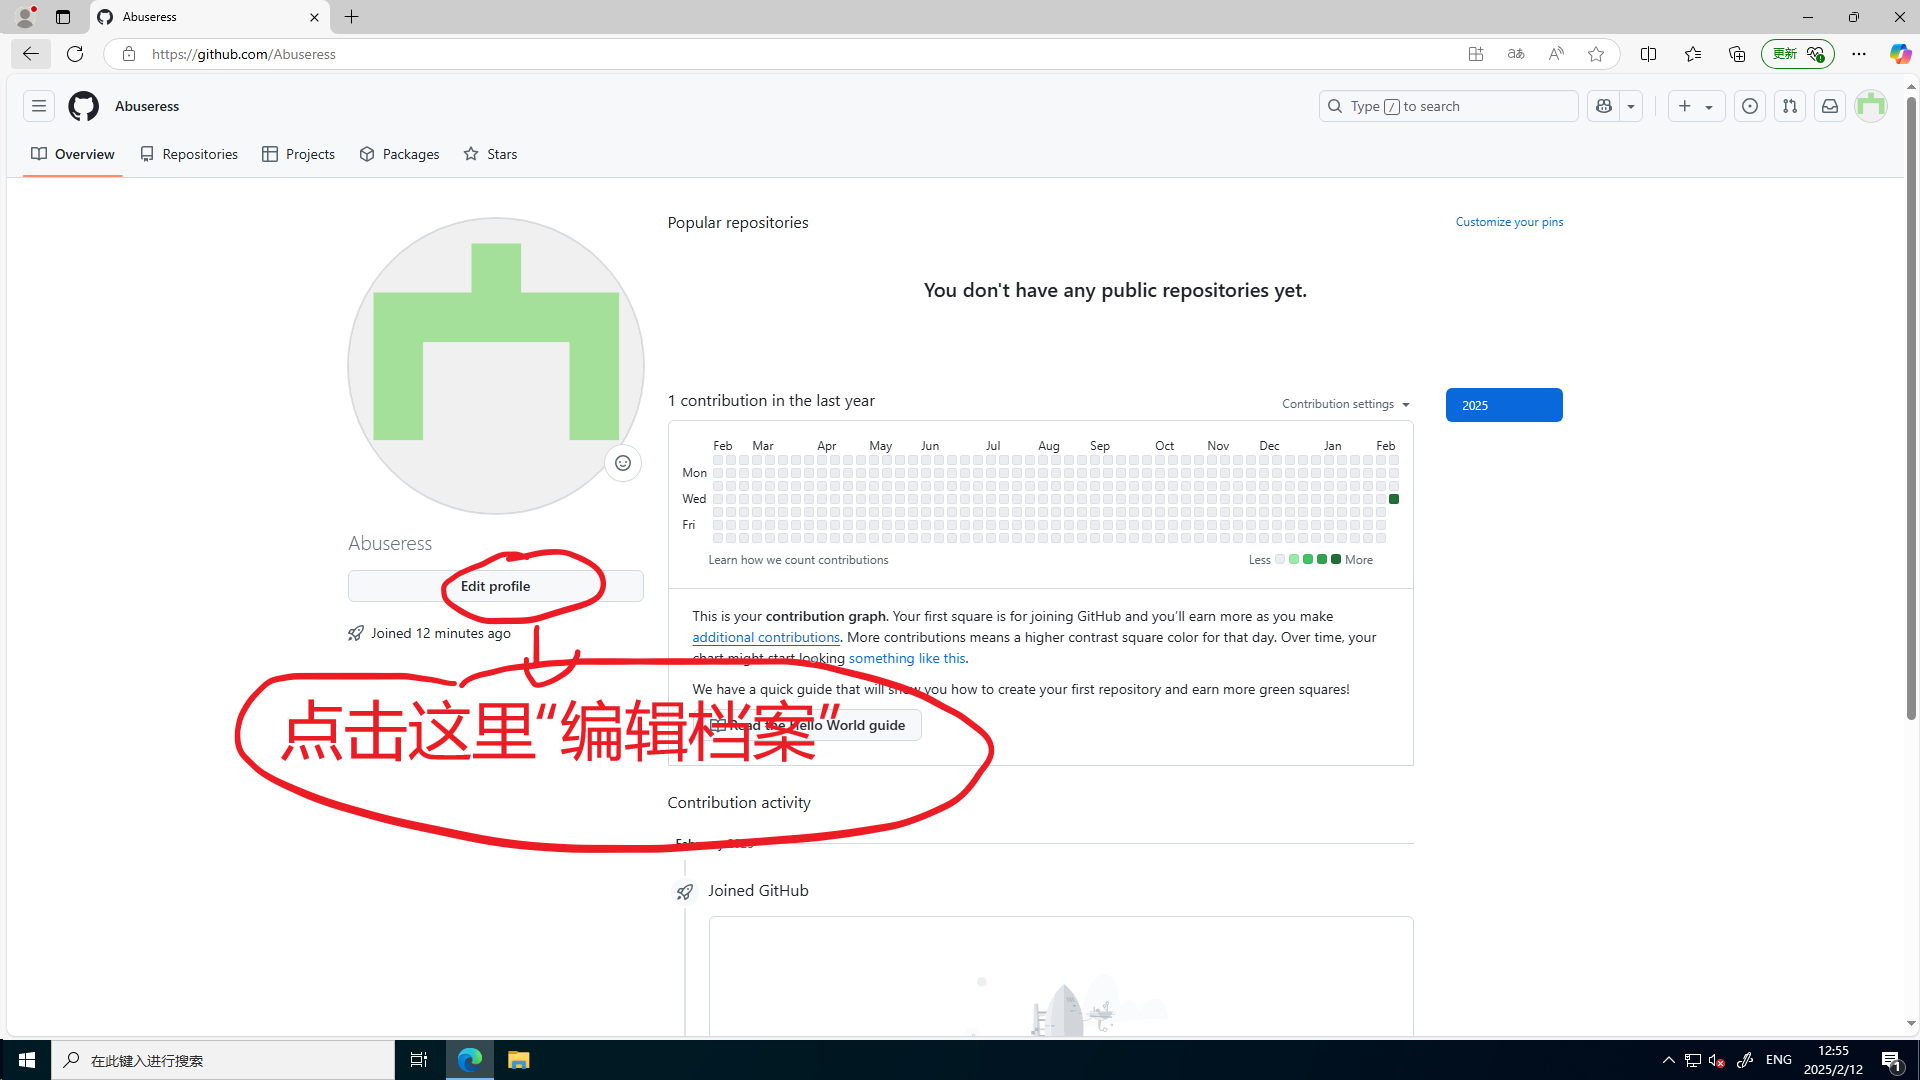 Abuseress
https://github.com/Abuseress
aあ
A
更新
Abuseress
Type / to search
Overview
Repositories
Projects
Packages
Stars
Popular repositories
Customize your pins
You don't have any public repositories yet.
1 contribution in the last year
Contribution settings
2025
Feb Mar Apr May Jun Jul Aug Sep Oct Nov Dec Jan Feb
Mon
Wed
Fri
Learn how we count contributions
Less
More
Abuseress
Edit profile
Joined 12 minutes ago
This is your contribution graph. Your first square is for joining GitHub and you'll earn more as you make
additional contributions. More contributions means a higher contrast square color for that day. Over time, your
chart might start looking something like this.
We have a quick guide that will show you how to create your first repository and earn more green squares!
Read the Hello World guide
点击这里“编辑档案”
Contribution activity
February 2025
Joined GitHub
在此键入进行搜索
ENG
12:55
2025/2/12
1